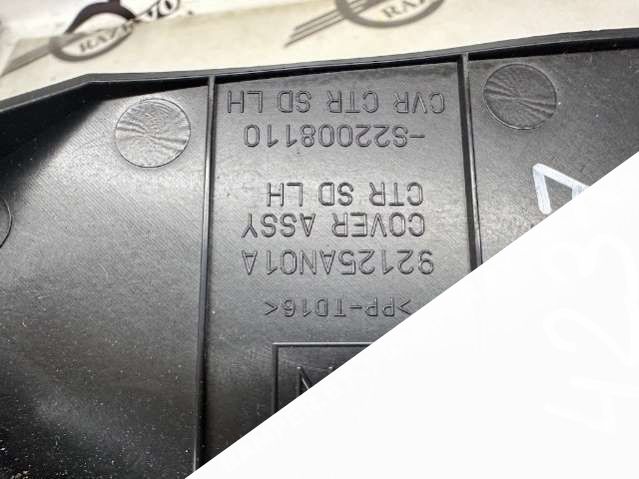 >PP-TD16<
92125AN01A
COVER ASSY
CTR SD LH
-S22008110
CVR CTR SD LH